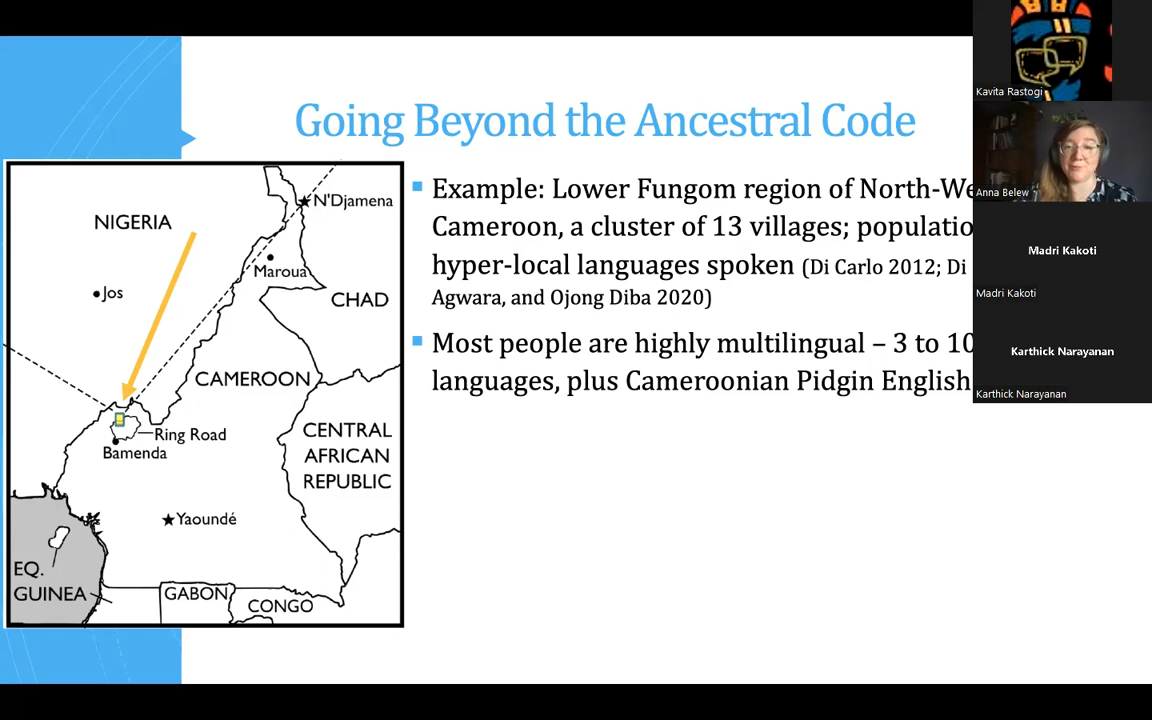 Going Beyond the Ancestral Code
Example: Lower Fungom region of North-We
Cameroon, a cluster of 13 villages; populatio
hyper-local languages spoken (Di Carlo 2012; Di
Agwara, and Ojong Diba 2020)
Most people are highly multilingual – 3 to 10
languages, plus Cameroonian Pidgin English
N'Djamena
NIGERIA
Maroua
Jos
CHAD
CAMEROON
Ring Road
Bamenda
CENTRAL
AFRICAN
REPUBLIC
Yaoundé
EQ.
GUINEA
GABON
CONGO
Kavita Rastogi
Anna Belew
Madri Kakoti
Madri Kakoti
Karthick Narayanan
Karthick Narayanan